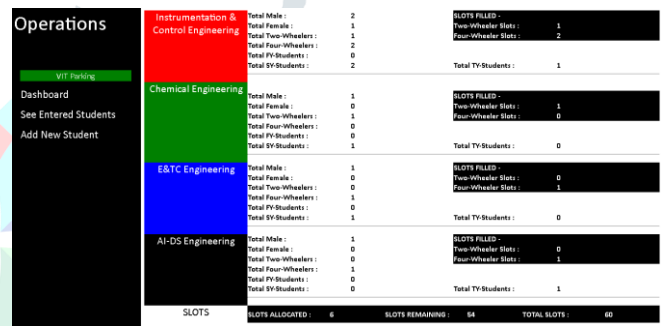 Operations
VIT Parking
Dashboard
See Entered Students
Add New Student
Instrumentation &
Control Engineering
Total Male : 2
Total Female : 1
Total Two-Wheelers : 1
Total Four-Wheelers : 2
Total FY-Students : 0
Total SY-Students : 2
SLOTS FILLED -
Two-Wheeler Slots : 1
Four-Wheeler Slots : 2
Total TY-Students : 1
Chemical Engineering
Total Male : 1
Total Female : 0
Total Two-Wheelers : 1
Total Four-Wheelers : 0
Total FY-Students : 0
Total SY-Students : 1
SLOTS FILLED -
Two-Wheeler Slots : 1
Four-Wheeler Slots : 0
Total TY-Students : 0
E&TC Engineering
Total Male : 1
Total Female : 0
Total Two-Wheelers : 0
Total Four-Wheelers : 1
Total FY-Students : 0
Total SY-Students : 1
SLOTS FILLED -
Two-Wheeler Slots : 0
Four-Wheeler Slots : 1
Total TY-Students : 0
AI-DS Engineering
Total Male : 1
Total Female : 0
Total Two-Wheelers : 0
Total Four-Wheelers : 1
Total FY-Students : 0
Total SY-Students : 0
SLOTS FILLED -
Two-Wheeler Slots : 0
Four-Wheeler Slots : 1
Total TY-Students : 1
SLOTS
SLOTS ALLOCATED : 6 SLOTS REMAINING : 54 TOTAL SLOTS : 60